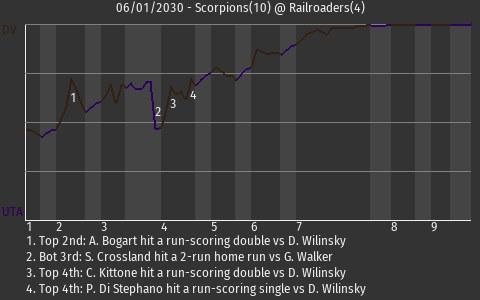 06/01/2030 - Scorpions(10) @ Railroaders(4)
DV
1
2
3
4
UTA
1 2 3 4 5 6 7 8 9
1. Top 2nd: A. Bogart hit a run-scoring double vs D. Wilinsky
2. Bot 3rd: S. Crossland hit a 2-run home run vs G. Walker
3. Top 4th: C. Kittone hit a run-scoring double vs D. Wilinsky
4. Top 4th: P. Di Stephano hit a run-scoring single vs D. Wilinsky